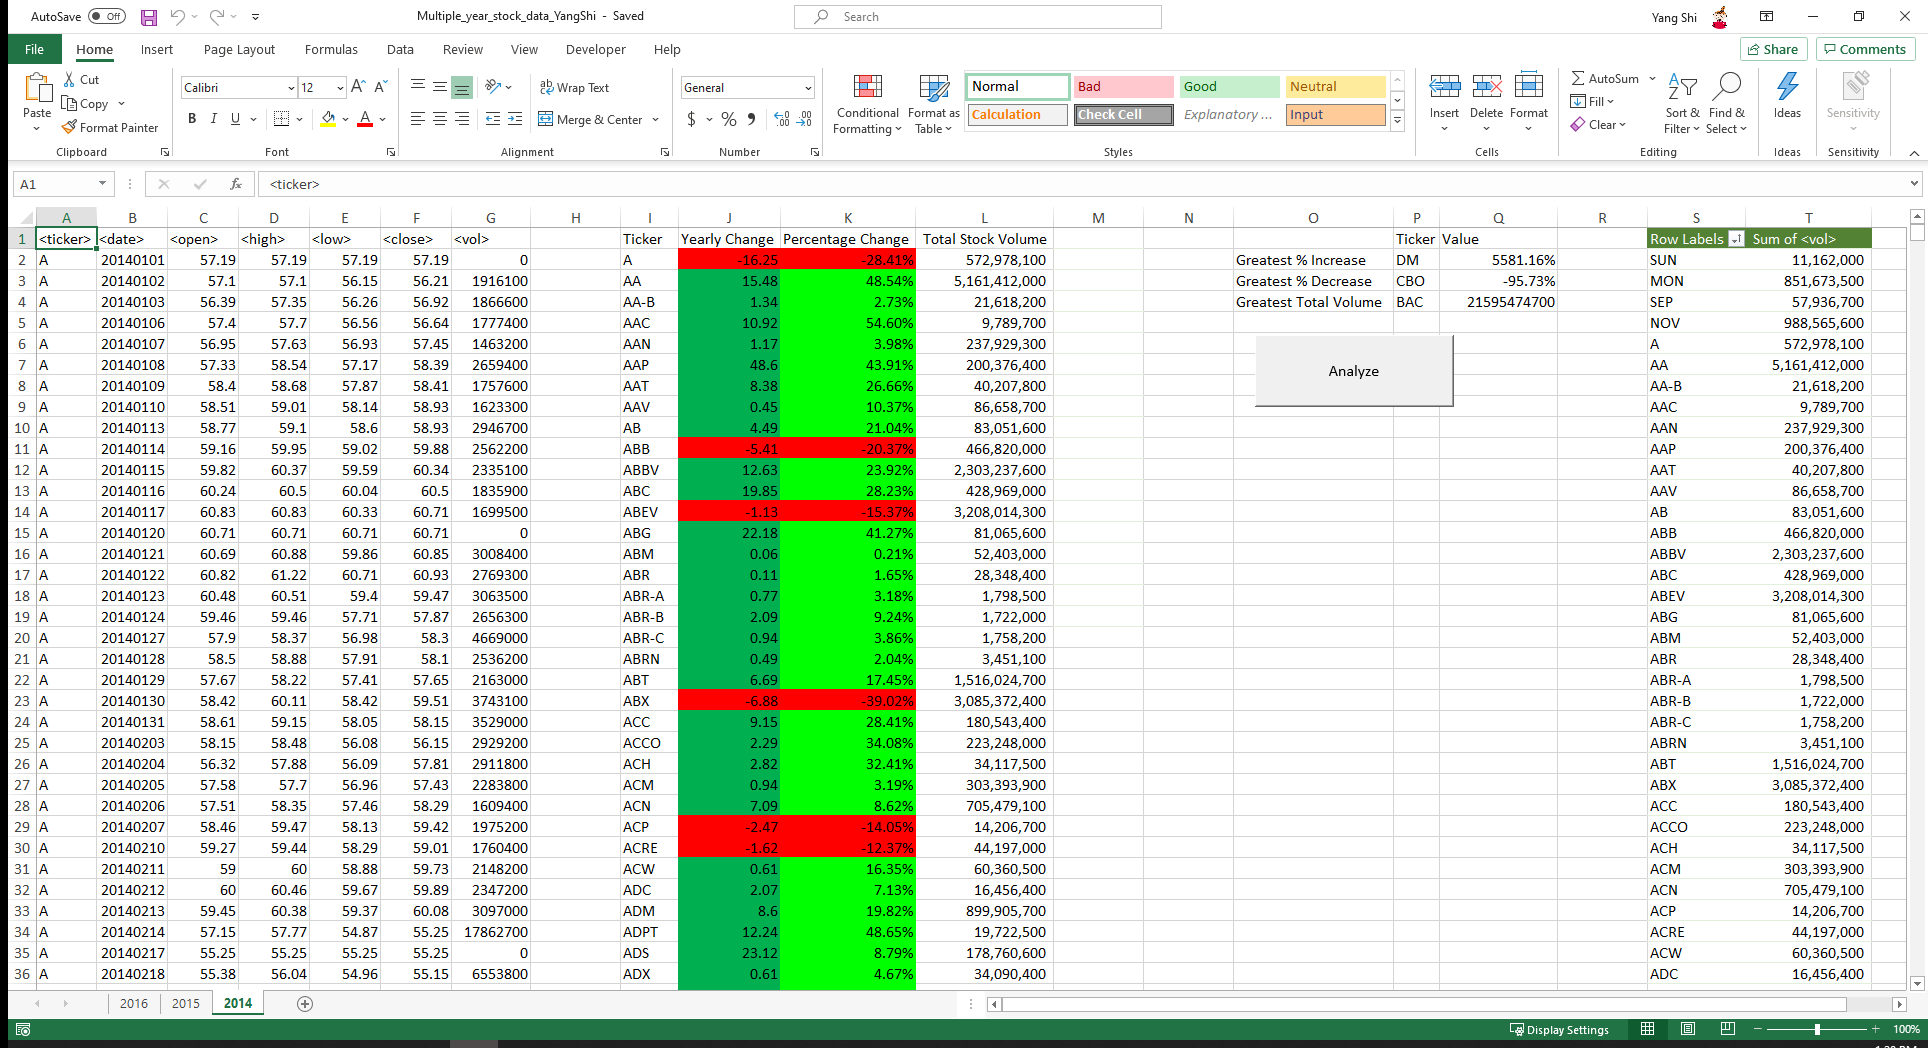 AutoSave Off Multiple_year_stock_data_YangShi - Saved Search Yang Shi
File Home Insert Page Layout Formulas Data Review View Developer Help Share Comments
Paste Cut Copy Format Painter Clipboard
Calibri 12 B I U A A A Font
Wrap Text Merge & Center Alignment
General $ % Number
Conditional Formatting Format as Table
Normal Bad Good Neutral
Calculation Check Cell Explanatory ... Input
Styles
Insert Delete Format Cells
AutoSum Fill Clear Sort & Filter Find & Select Editing
Ideas Ideas
Sensitivity Sensitivity
A1 fx <ticker>
A B C D E F G H I J K L M N O P Q R S T
1 <ticker> <date> <open> <high> <low> <close> <vol> Ticker Yearly Change Percentage Change Total Stock Volume Ticker Value Row Labels Sum of <vol>
2 A 20140101 57.19 57.19 57.19 57.19 0 A -16.25 -28.41% 572,978,100 Greatest % Increase DM 5581.16% SUN 11,162,000
3 A 20140102 57.1 57.1 56.15 56.21 1916100 AA 15.48 48.54% 5,161,412,000 Greatest % Decrease CBO -95.73% MON 851,673,500
4 A 20140103 56.39 57.35 56.26 56.92 1866600 AA-B 1.34 2.73% 21,618,200 Greatest Total Volume BAC 21595474700 SEP 57,936,700
5 A 20140106 57.4 57.7 56.56 56.64 1777400 AAC 10.92 54.60% 9,789,700 NOV 988,565,600
6 A 20140107 56.95 57.63 56.93 57.45 1463200 AAN 1.17 3.98% 237,929,300 A 572,978,100
7 A 20140108 57.33 58.54 57.17 58.39 2659400 AAP 48.6 43.91% 200,376,400 Analyze AA 5,161,412,000
8 A 20140109 58.4 58.68 57.87 58.41 1757600 AAT 8.38 26.66% 40,207,800 AA-B 21,618,200
9 A 20140110 58.51 59.01 58.14 58.93 1623300 AAV 0.45 10.37% 86,658,700 AAC 9,789,700
10 A 20140113 58.77 59.1 58.6 58.93 2946700 AB 4.49 21.04% 83,051,600 AAN 237,929,300
11 A 20140114 59.16 59.95 59.02 59.88 2562200 ABB -5.41 -20.37% 466,820,000 AAP 200,376,400
12 A 20140115 59.82 60.37 59.59 60.34 2335100 ABBV 12.63 23.92% 2,303,237,600 AAT 40,207,800
13 A 20140116 60.24 60.5 60.04 60.5 1835900 ABC 19.85 28.23% 428,969,000 AAV 86,658,700
14 A 20140117 60.83 60.83 60.33 60.71 1699500 ABEV -1.13 -15.37% 3,208,014,300 AB 83,051,600
15 A 20140120 60.71 60.71 60.71 60.71 0 ABG 22.18 41.27% 81,065,600 ABB 466,820,000
16 A 20140121 60.69 60.88 59.86 60.85 3008400 ABM 0.06 0.21% 52,403,000 ABBV 2,303,237,600
17 A 20140122 60.82 61.22 60.71 60.93 2769300 ABR 0.11 1.65% 28,348,400 ABC 428,969,000
18 A 20140123 60.48 60.51 59.4 59.47 3063500 ABR-A 0.77 3.18% 1,798,500 ABEV 3,208,014,300
19 A 20140124 59.46 59.46 57.71 57.87 2656300 ABR-B 2.09 9.24% 1,722,000 ABG 81,065,600
20 A 20140127 57.9 58.37 56.98 58.3 4669000 ABR-C 0.94 3.86% 1,758,200 ABM 52,403,000
21 A 20140128 58.5 58.88 57.91 58.1 2536200 ABRN 0.49 2.04% 3,451,100 ABR 28,348,400
22 A 20140129 57.67 58.22 57.41 57.65 2163000 ABT 6.69 17.45% 1,516,024,700 ABR-A 1,798,500
23 A 20140130 58.42 60.11 58.42 59.51 3743100 ABX -6.88 -39.02% 3,085,372,400 ABR-B 1,722,000
24 A 20140131 58.61 59.15 58.05 58.15 3529000 ACC 9.15 28.41% 180,543,400 ABR-C 1,758,200
25 A 20140203 58.15 58.48 56.08 56.15 2929200 ACCO 2.29 34.08% 223,248,000 ABRN 3,451,100
26 A 20140204 56.32 57.88 56.09 57.81 2911800 ACH 2.82 32.41% 34,117,500 ABT 1,516,024,700
27 A 20140205 57.58 57.7 56.96 57.43 2283800 ACM 0.94 3.19% 303,393,900 ABX 3,085,372,400
28 A 20140206 57.51 58.35 57.46 58.29 1609400 ACN 7.09 8.62% 705,479,100 ACC 180,543,400
29 A 20140207 58.46 59.47 58.13 59.42 1975200 ACP -2.47 -14.05% 14,206,700 ACCO 223,248,000
30 A 20140210 59.27 59.44 58.29 59.01 1760400 ACRE -1.62 -12.37% 44,197,000 ACH 34,117,500
31 A 20140211 59 60 58.88 59.73 2148200 ACW 0.61 16.35% 60,360,500 ACM 303,393,900
32 A 20140212 60 60.46 59.67 59.89 2347200 ADC 2.07 7.13% 16,456,400 ACN 705,479,100
33 A 20140213 59.45 60.38 59.37 60.08 3097000 ADM 8.6 19.82% 899,905,700 ACP 14,206,700
34 A 20140214 57.15 57.77 54.87 55.25 17862700 ADPT 12.24 48.65% 19,722,500 ACRE 44,197,000
35 A 20140217 55.25 55.25 55.25 55.25 0 ADS 23.12 8.79% 178,760,600 ACW 60,360,500
36 A 20140218 55.38 56.04 54.96 55.15 6553800 ADX 0.61 4.67% 34,090,400 ADC 16,456,400
2016 2015 2014
Display Settings 100%